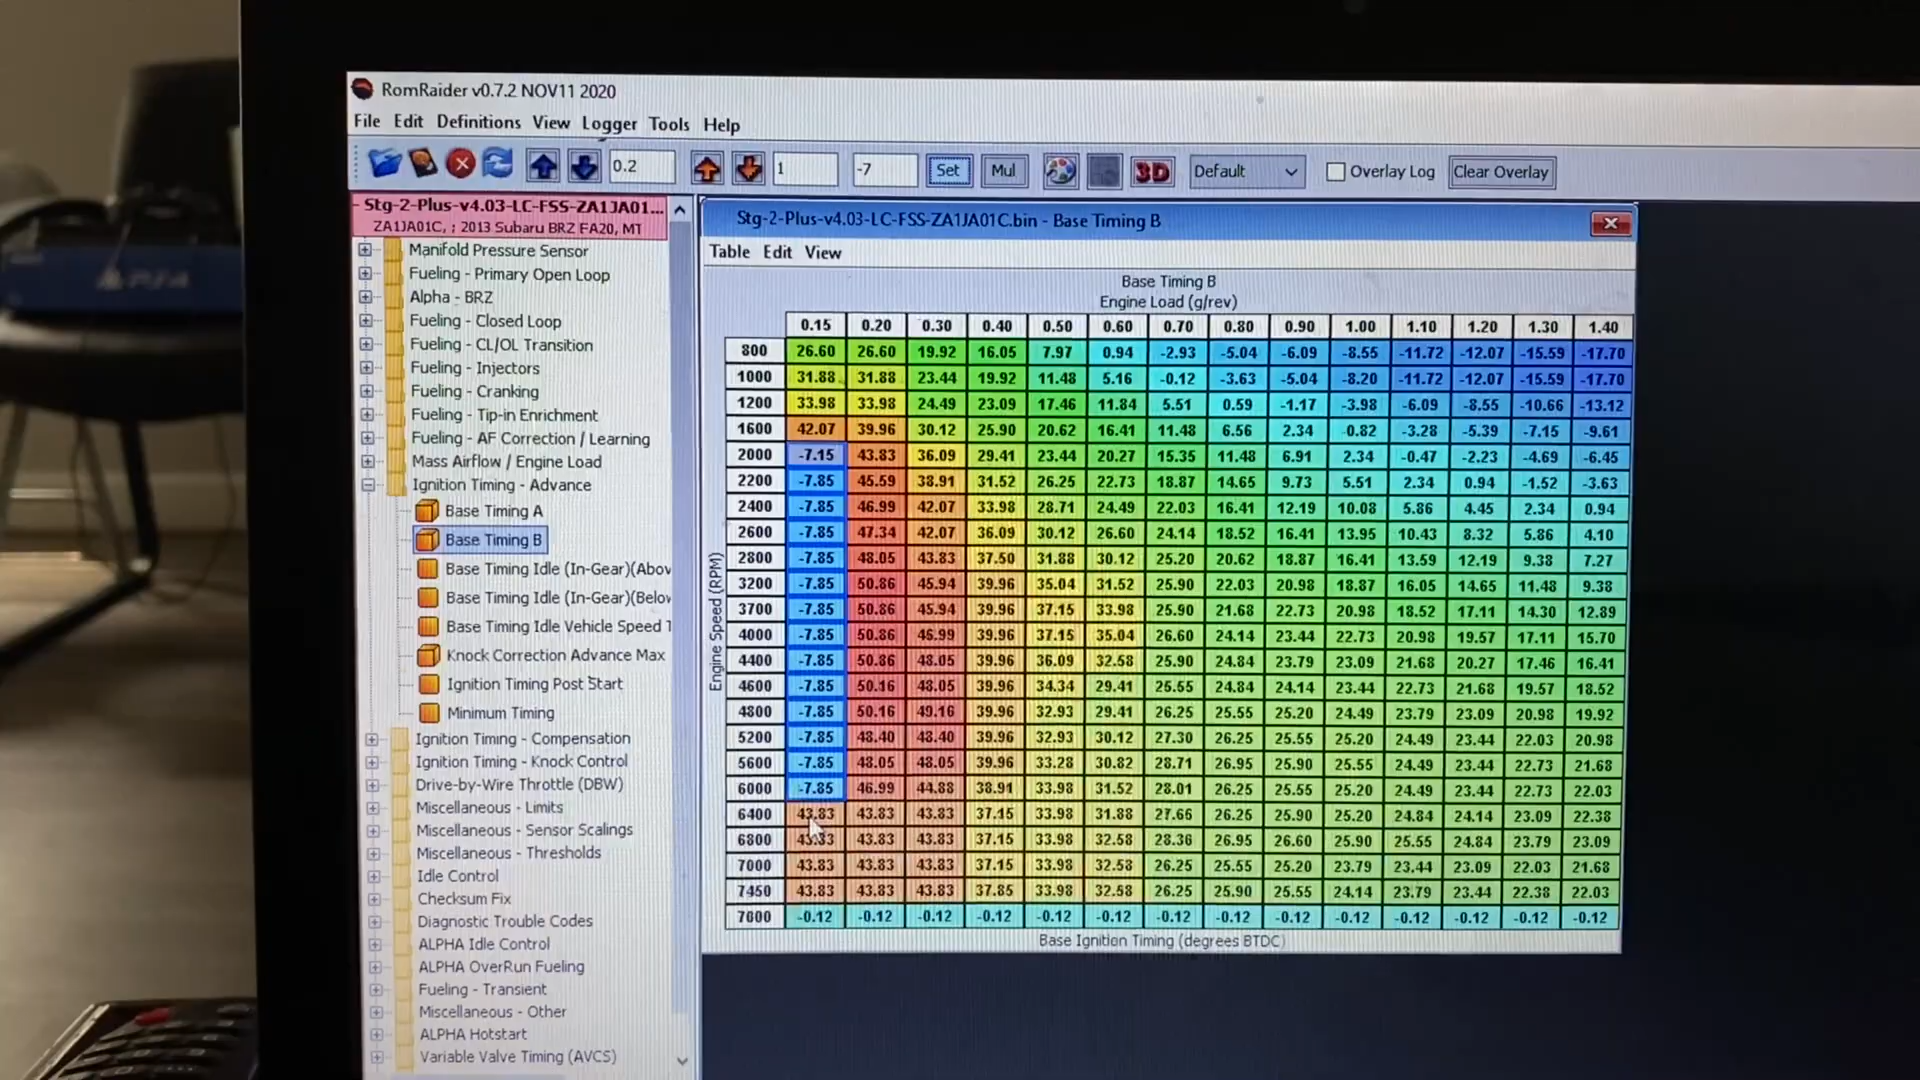 RomRaider v0.7.2 NOV11 2020
File Edit Definitions View Logger Tools Help
0.2 1 -7 Set Mul 3D Default Overlay Log Clear Overlay
Stg-2-Plus-v4.03-LC-FSS-ZA1JA01...
ZA1JA01C, ; 2013 Subaru BRZ FA20, MT
Manifold Pressure Sensor
Fueling - Primary Open Loop
Alpha - BRZ
Fueling - Closed Loop
Fueling - CL/OL Transition
Fueling - Injectors
Fueling - Cranking
Fueling - Tip-in Enrichment
Fueling - AF Correction / Learning
Mass Airflow / Engine Load
Ignition Timing - Advance
Base Timing A
Base Timing B
Base Timing Idle (In-Gear)(Abov
Base Timing Idle (In-Gear)(Below
Base Timing Idle Vehicle Speed T
Knock Correction Advance Max
Ignition Timing Post Start
Minimum Timing
Ignition Timing - Compensation
Ignition Timing - Knock Control
Drive-by-Wire Throttle (DBW)
Miscellaneous - Limits
Miscellaneous - Sensor Scalings
Miscellaneous - Thresholds
Idle Control
Checksum Fix
Diagnostic Trouble Codes
ALPHA Idle Control
ALPHA OverRun Fueling
Fueling - Transient
Miscellaneous - Other
ALPHA Hotstart
Variable Valve Timing (AVCS)
Stg-2-Plus-v4.03-LC-FSS-ZA1JA01C.bin - Base Timing B
Table Edit View
Base Timing B
Engine Load (g/rev)
Engine Speed (RPM)
0.15 0.20 0.30 0.40 0.50 0.60 0.70 0.80 0.90 1.00 1.10 1.20 1.30 1.40
800 26.60 26.60 19.92 16.05 7.97 0.94 -2.93 -5.04 -6.09 -8.55 -11.72 -12.07 -15.59 -17.70
1000 31.88 31.88 23.44 19.92 11.48 5.16 -0.12 -3.63 -5.04 -8.20 -11.72 -12.07 -15.59 -17.70
1200 33.98 33.98 24.49 23.09 17.46 11.84 5.51 0.59 -1.17 -3.98 -6.09 -8.55 -10.66 -13.12
1600 42.07 39.96 30.12 25.90 20.62 16.41 11.48 6.56 2.34 -0.82 -3.28 -5.39 -7.15 -9.61
2000 -7.15 43.83 36.09 29.41 23.44 20.27 15.35 11.48 6.91 2.34 -0.47 -2.23 -4.69 -6.45
2200 -7.85 45.59 38.91 31.52 26.25 22.73 18.87 14.65 9.73 5.51 2.34 0.94 -1.52 -3.63
2400 -7.85 46.99 42.07 33.98 28.71 24.49 22.03 16.41 12.19 10.08 5.86 4.45 2.34 0.94
2600 -7.85 47.34 42.07 36.09 30.12 26.60 24.14 18.52 16.41 13.95 10.43 8.32 5.86 4.10
2800 -7.85 48.05 43.83 37.50 31.88 30.12 25.20 20.62 18.87 16.41 13.59 12.19 9.38 7.27
3200 -7.85 50.86 45.94 39.96 35.04 31.52 25.90 22.03 20.98 18.87 16.05 14.65 11.48 9.38
3700 -7.85 50.86 45.94 39.96 37.15 33.98 25.90 21.68 22.73 20.98 18.52 17.11 14.30 12.89
4000 -7.85 50.86 46.99 39.96 37.15 35.04 26.60 24.14 23.44 22.73 20.98 19.57 17.11 15.70
4400 -7.85 50.86 48.05 39.96 36.09 32.58 25.90 24.84 23.79 23.09 21.68 20.27 17.46 16.41
4600 -7.85 50.16 48.05 39.96 34.34 29.41 25.55 24.84 24.14 23.44 22.73 21.68 19.57 18.52
4800 -7.85 50.16 49.16 39.96 32.93 29.41 26.25 25.55 25.20 24.49 23.79 23.09 20.98 19.92
5200 -7.85 48.40 48.40 39.96 32.93 30.12 27.30 26.25 25.55 25.20 24.49 23.44 22.03 20.98
5600 -7.85 48.05 48.05 39.96 33.28 30.82 28.71 26.95 25.90 25.55 24.49 23.44 22.73 21.68
6000 -7.85 46.99 44.88 38.91 33.98 31.52 28.01 26.25 25.55 25.20 24.49 23.44 22.73 22.03
6400 43.83 43.83 43.83 37.15 33.98 31.88 27.66 26.25 25.90 25.20 24.84 24.14 23.09 22.38
6800 43.83 43.83 43.83 37.15 33.98 32.58 28.36 26.95 26.60 25.90 25.55 24.84 23.79 23.09
7000 43.83 43.83 43.83 37.15 33.98 32.58 26.25 25.55 25.20 23.79 23.44 23.09 22.03 21.68
7450 43.83 43.83 43.83 37.85 33.98 32.58 26.25 25.90 25.55 24.14 23.79 23.44 22.38 22.03
7600 -0.12 -0.12 -0.12 -0.12 -0.12 -0.12 -0.12 -0.12 -0.12 -0.12 -0.12 -0.12 -0.12 -0.12
Base Ignition Timing (degrees BTDC)